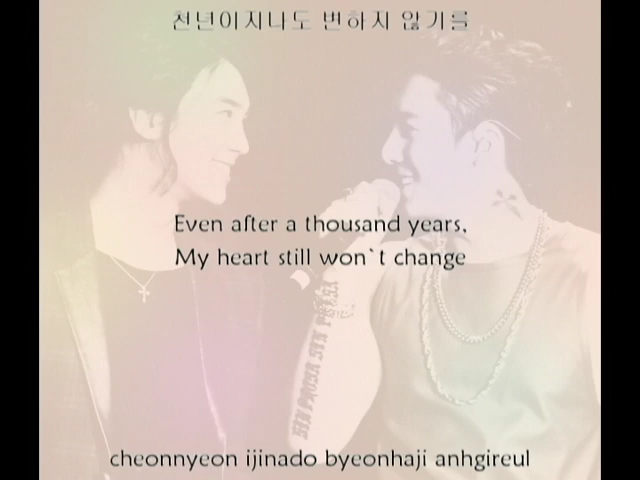 천년이지나도 변하지 않기를
Even after a thousand years,
My heart still won`t change
cheonnyeon ijinado byeonhaji anhgireul